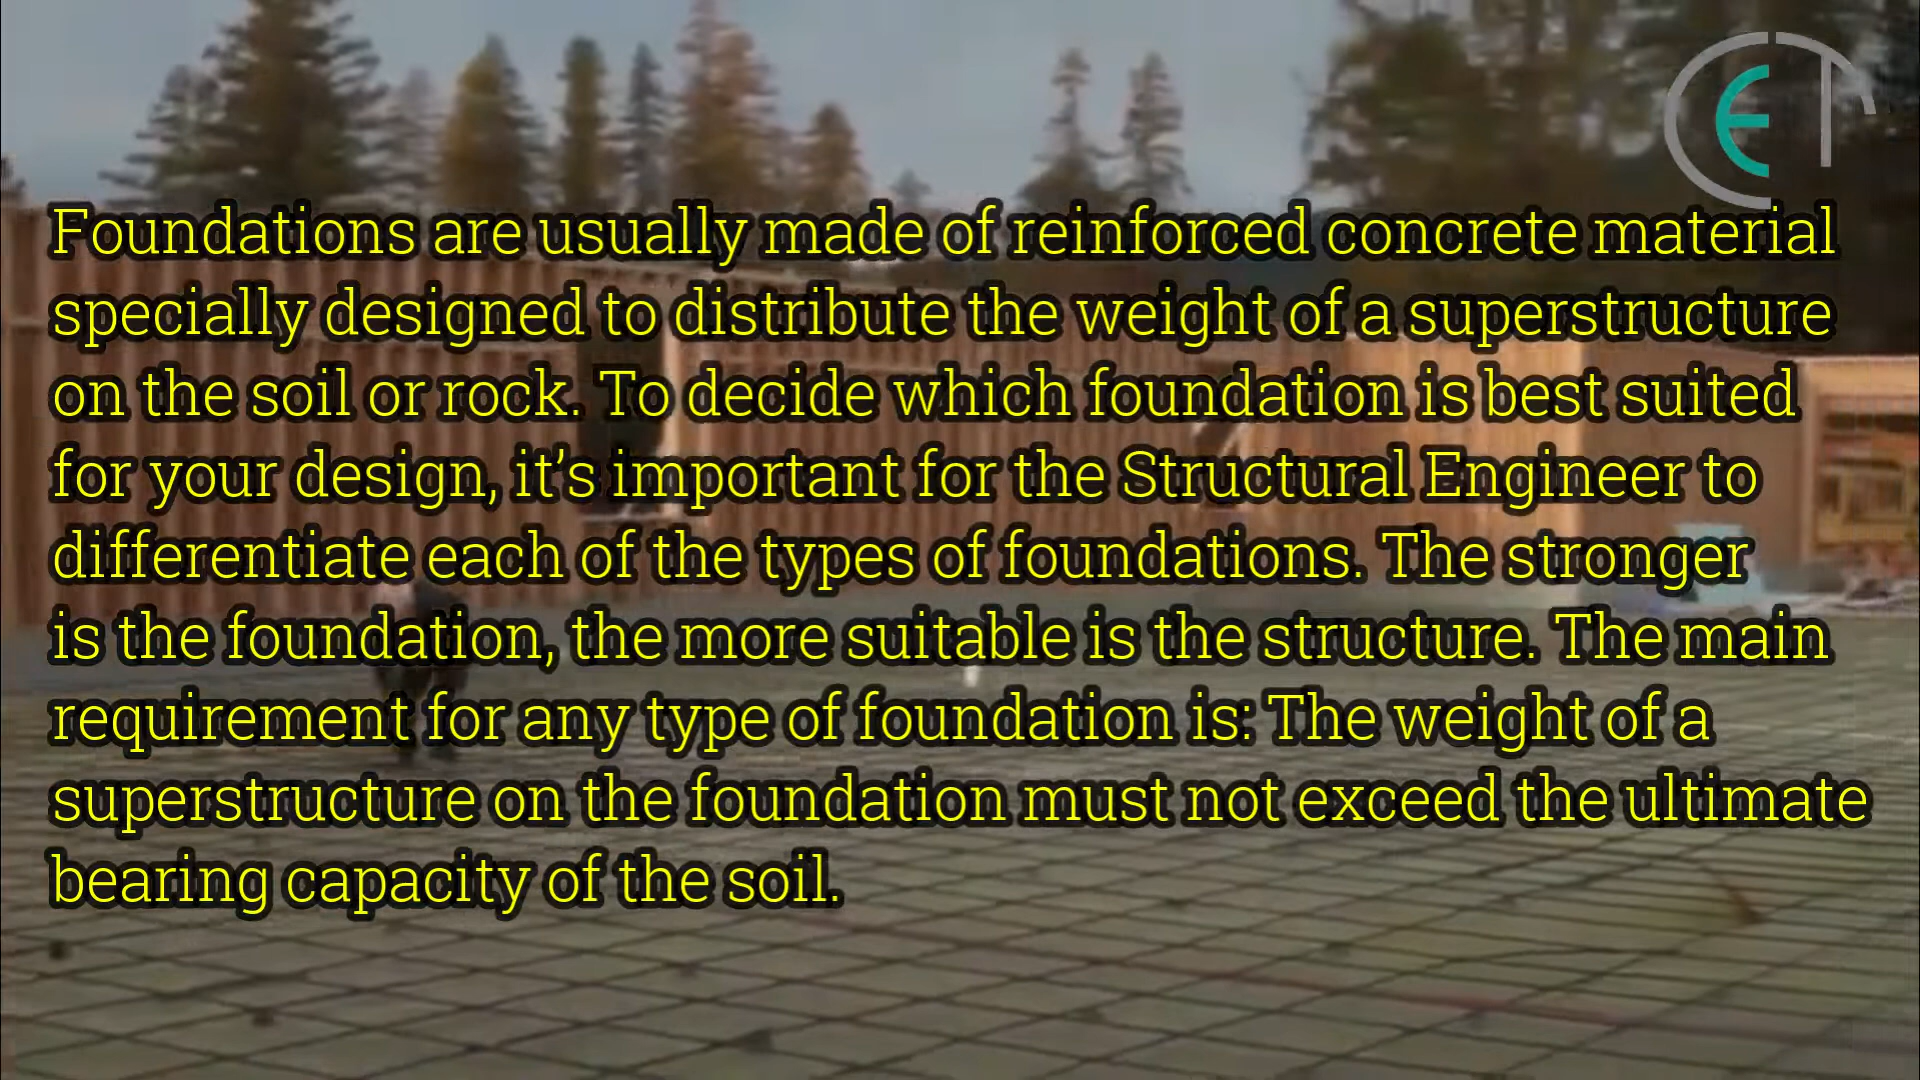 CET
Foundations are usually made of reinforced concrete material
specially designed to distribute the weight of a superstructure
on the soil or rock. To decide which foundation is best suited
for your design, it’s important for the Structural Engineer to
differentiate each of the types of foundations. The stronger
is the foundation, the more suitable is the structure. The main
requirement for any type of foundation is: The weight of a
superstructure on the foundation must not exceed the ultimate
bearing capacity of the soil.